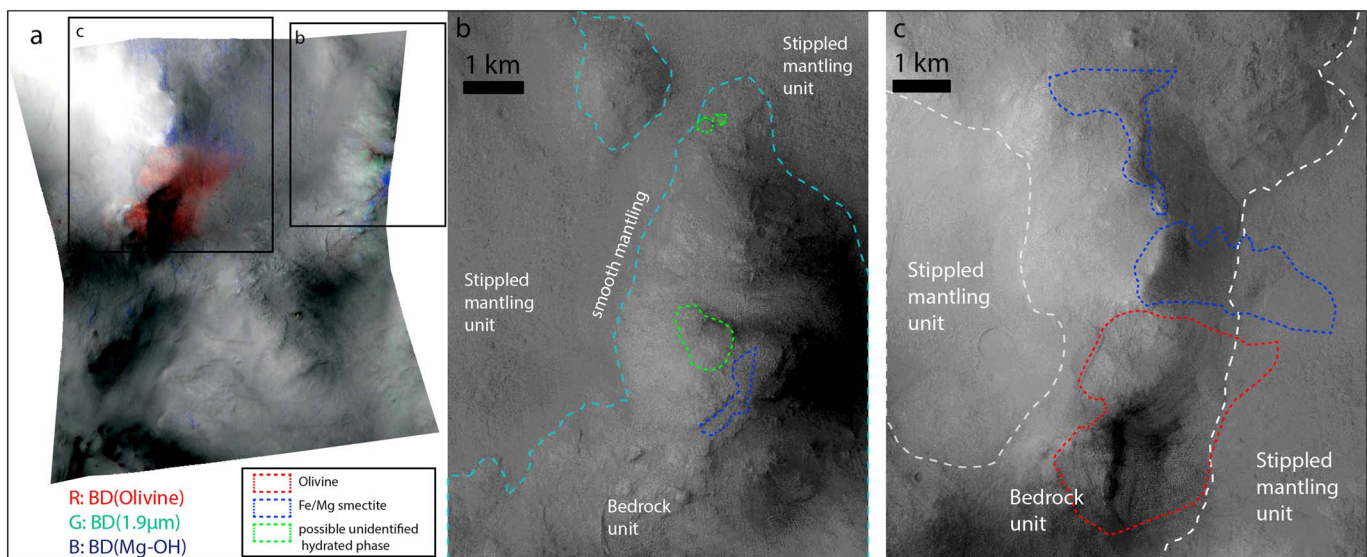 a
c
b
R: BD(Olivine)
G: BD(1.9µm)
B: BD(Mg-OH)
Olivine
Fe/Mg smectite
possible unidentified
hydrated phase
b
1 km
Stippled
mantling
unit
smooth mantling
Stippled
mantling
unit
Bedrock
unit
c
1 km
Stippled
mantling
unit
Bedrock
unit
Stippled
mantling
unit